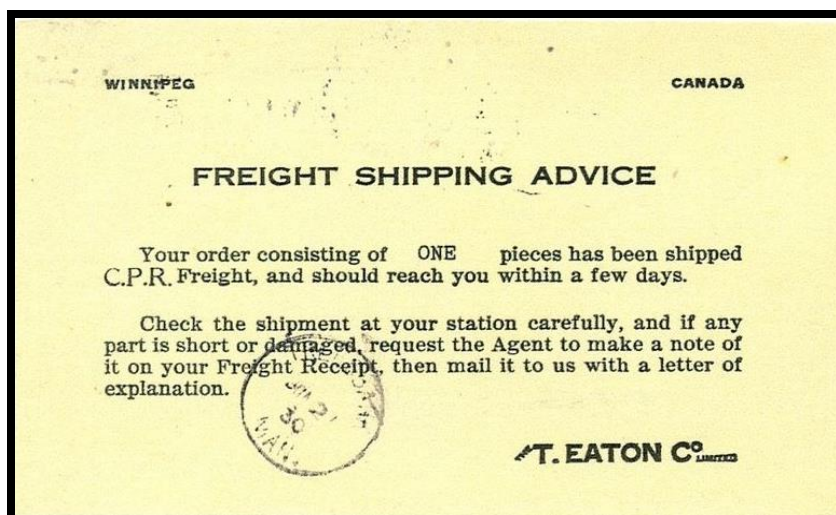 WINNIPEG CANADA
FREIGHT SHIPPING ADVICE
Your order consisting of ONE pieces has been shipped
C.P.R. Freight, and should reach you within a few days.
Check the shipment at your station carefully, and if any
part is short or damaged, request the Agent to make a note of
it on your Freight Receipt, then mail it to us with a letter of
explanation.
30
MAN.
T. EATON Co LIMITED